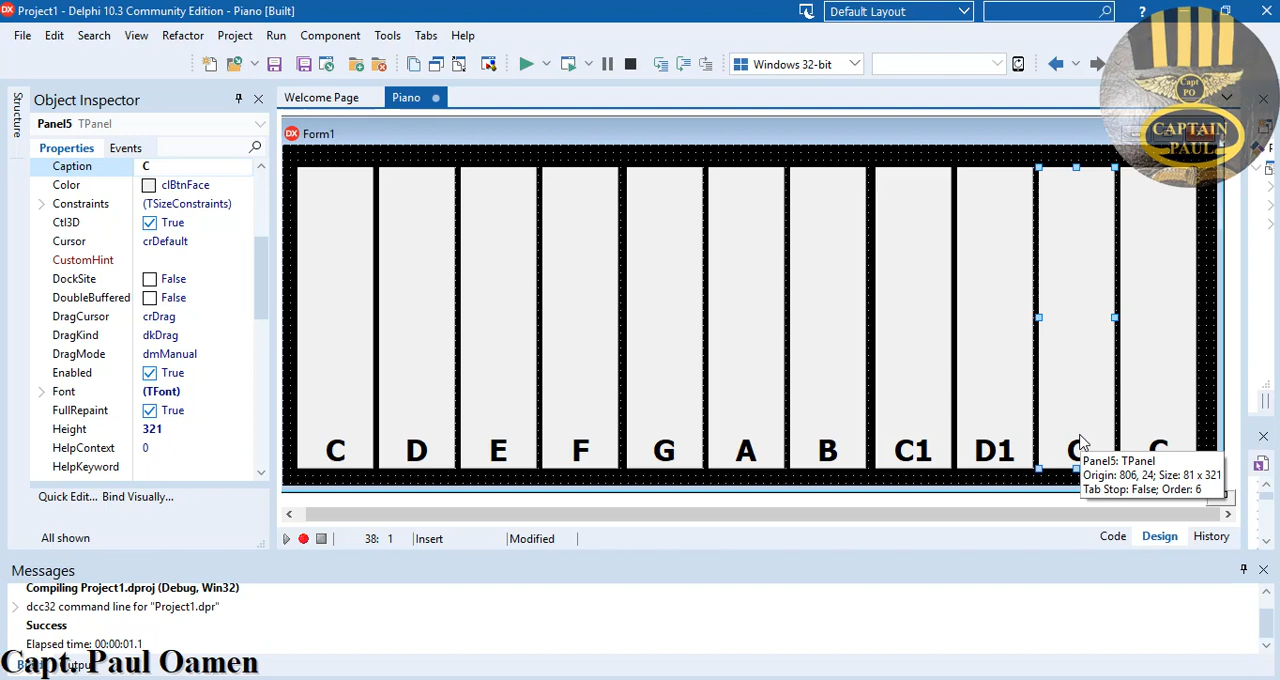 DX Project1 - Delphi 10.3 Community Edition - Piano [Built]
Default Layout
?
File Edit Search View Refactor Project Run Component Tools Tabs Help
Windows 32-bit
Capt
PO
CAPTAIN
PAUL
Structure
Object Inspector
Panel5 TPanel
Properties Events
Caption C
Color clBtnFace
Constraints (TSizeConstraints)
Ctl3D True
Cursor crDefault
CustomHint
DockSite False
DoubleBuffered False
DragCursor crDrag
DragKind dkDrag
DragMode dmManual
Enabled True
Font (TFont)
FullRepaint True
Height 321
HelpContext 0
HelpKeyword
Quick Edit... Bind Visually...
All shown
Welcome Page Piano
DX Form1
C D E F G A B C1 D1 C C
Panel5: TPanel
Origin: 806, 24; Size: 81 x 321
Tab Stop: False; Order: 6
38: 1 Insert Modified
Code Design History
Messages
Compiling Project1.dproj (Debug, Win32)
dcc32 command line for "Project1.dpr"
Success
Elapsed time: 00:00:01.1
Capt. Paul Oamen